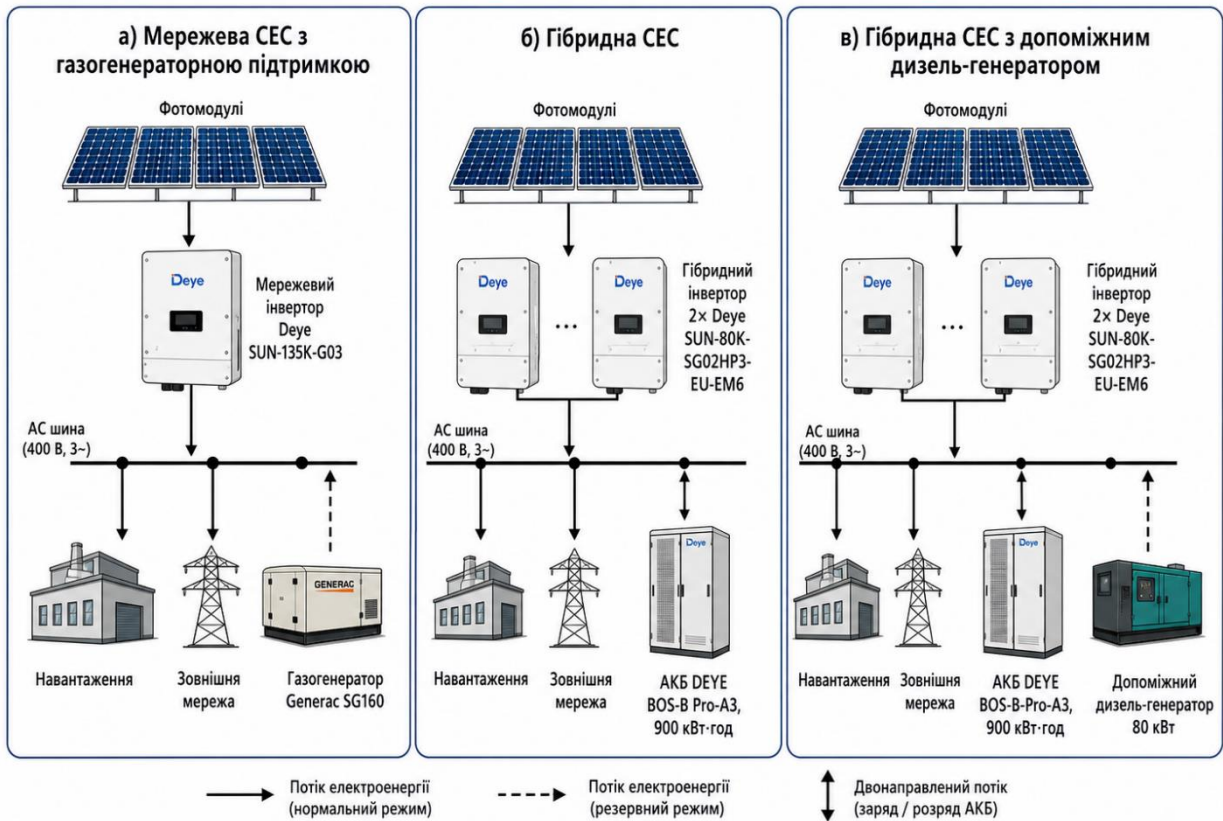 а) Мережева СЕС з
газогенераторною підтримкою
Фотомодулі
Deye
Мережевий
інвертор
Deye
SUN-135K-G03
АС шина
(400 В, 3~)
GENERAC
Навантаження
Зовнішня
мережа
Газогенератор
Generac SG160
б) Гібридна СЕС
Фотомодулі
Deye
...
Deye
Гібридний
інвертор
2× Deye
SUN-80K-
SG02HP3-
EU-EM6
АС шина
(400 В, 3~)
Deye
Навантаження
Зовнішня
мережа
АКБ DEYE
BOS-B Pro-A3,
900 кВт·год
в) Гібридна СЕС з допоміжним
дизель-генератором
Фотомодулі
Deye
...
Deye
Гібридний
інвертор
2× Deye
SUN-80K-
SG02HP3-
EU-EM6
АС шина
(400 В, 3~)
Deye
Навантаження
Зовнішня
мережа
АКБ DEYE
BOS-B-Pro-A3,
900 кВт·год
Допоміжний
дизель-генератор
80 кВт
Потік електроенергії
(нормальний режим)
Потік електроенергії
(резервний режим)
Двонаправлений потік
(заряд / розряд АКБ)